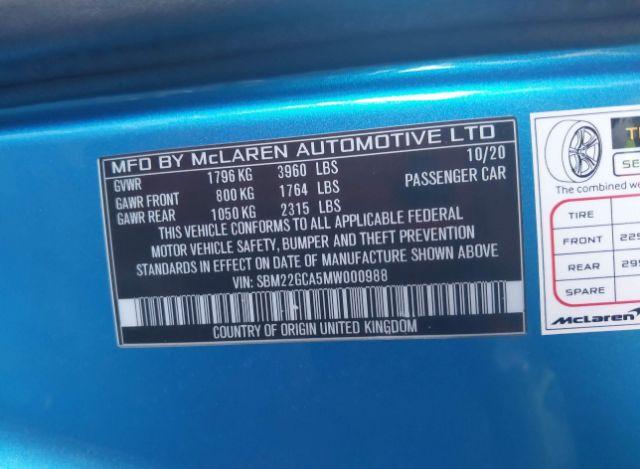 MFD BY McLAREN AUTOMOTIVE LTD
GVWR 1796 KG 3960 LBS 10/20
GAWR FRONT 800 KG 1764 LBS PASSENGER CAR
GAWR REAR 1050 KG 2315 LBS
THIS VEHICLE CONFORMS TO ALL APPLICABLE FEDERAL
MOTOR VEHICLE SAFETY, BUMPER AND THEFT PREVENTION
STANDARDS IN EFFECT ON DATE OF MANUFACTURE SHOWN ABOVE
VIN: SBM22GCA5MW000988
COUNTRY OF ORIGIN UNITED KINGDOM
The combined
TIRE
FRONT
REAR
SPARE
McLaren